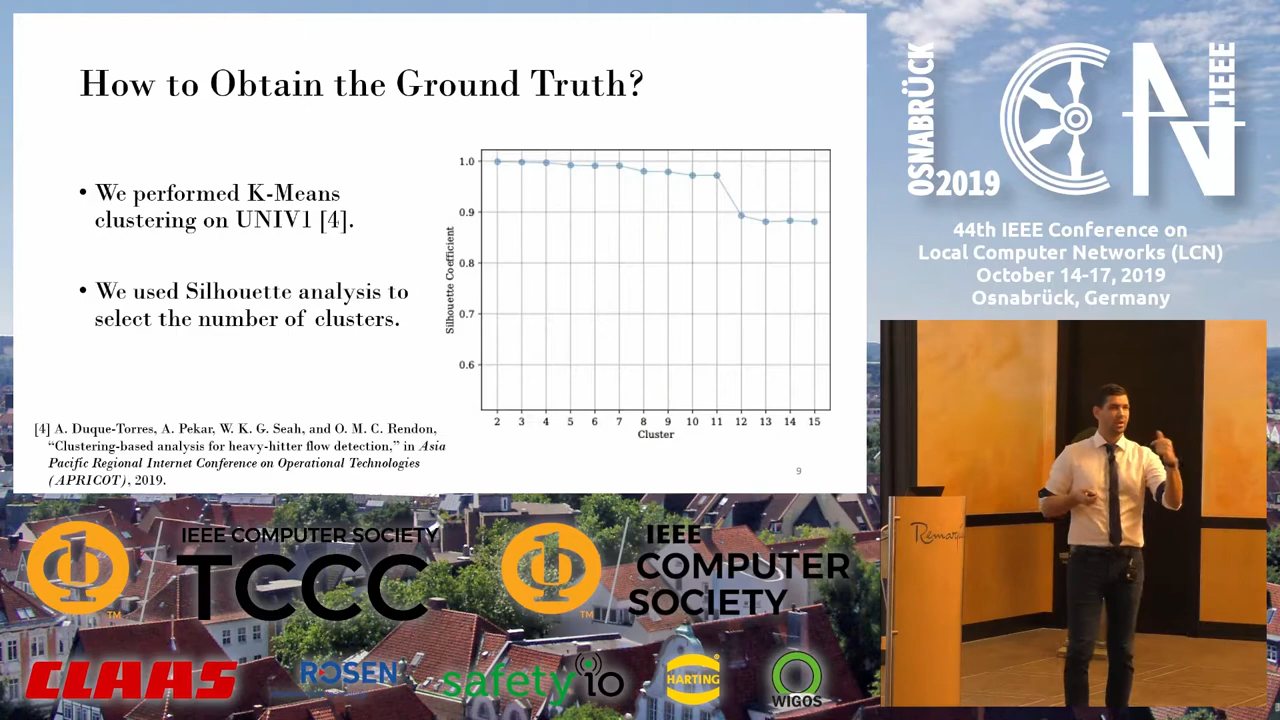 How to Obtain the Ground Truth?
• We performed K-Means
clustering on UNIV1 [4].
• We used Silhouette analysis to
select the number of clusters.
Silhouette Coefficient
1.0
0.9
0.8
0.7
0.6
2 3 4 5 6 7 8 9 10 11 12 13 14 15
Cluster
[4] A. Duque-Torres, A. Pekar, W. K. G. Seah, and O. M. C. Rendon,
“Clustering-based analysis for heavy-hitter flow detection,” in Asia
Pacific Regional Internet Conference on Operational Technologies
(APRICOT), 2019.
9
OSNABRÜCK
2019
LCN
IEEE
44th IEEE Conference on
Local Computer Networks (LCN)
October 14-17, 2019
Osnabrück, Germany
IEEE COMPUTER SOCIETY
TCCC
TM
IEEE
COMPUTER
SOCIETY
TM
CLAAS
ROSEN
safetyio
HARTING
WIGOS